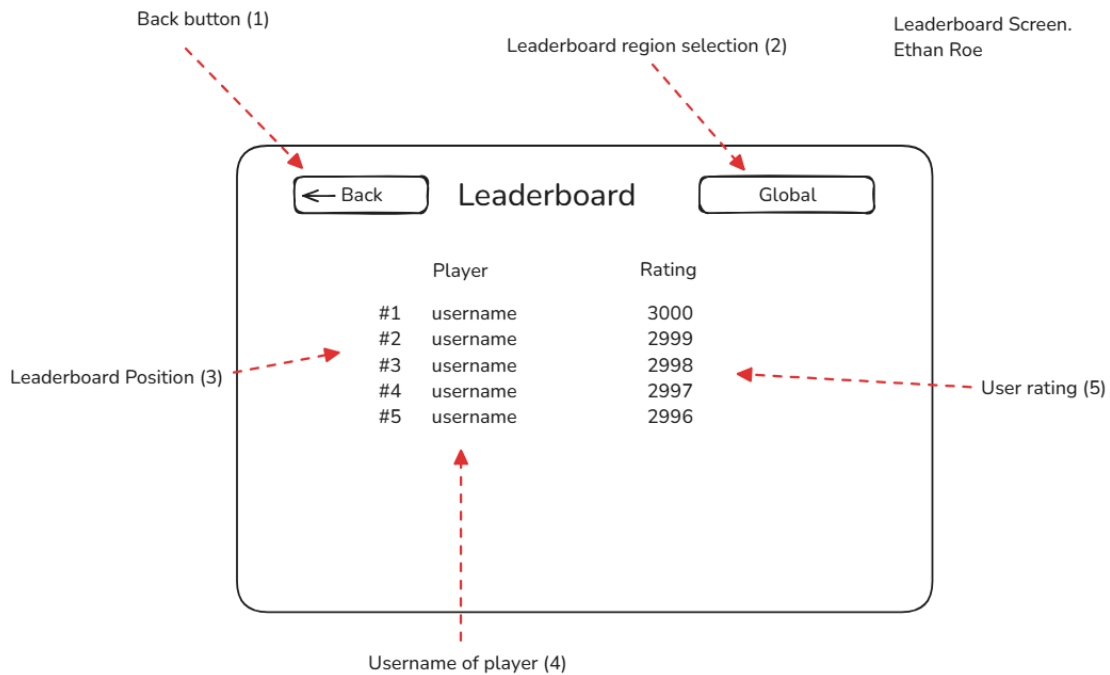 Back button (1)
Leaderboard region selection (2)
Leaderboard Screen.
Ethan Roe
Back
Leaderboard
Global
Player Rating
#1 username 3000
#2 username 2999
#3 username 2998
#4 username 2997
#5 username 2996
Leaderboard Position (3)
User rating (5)
Username of player (4)